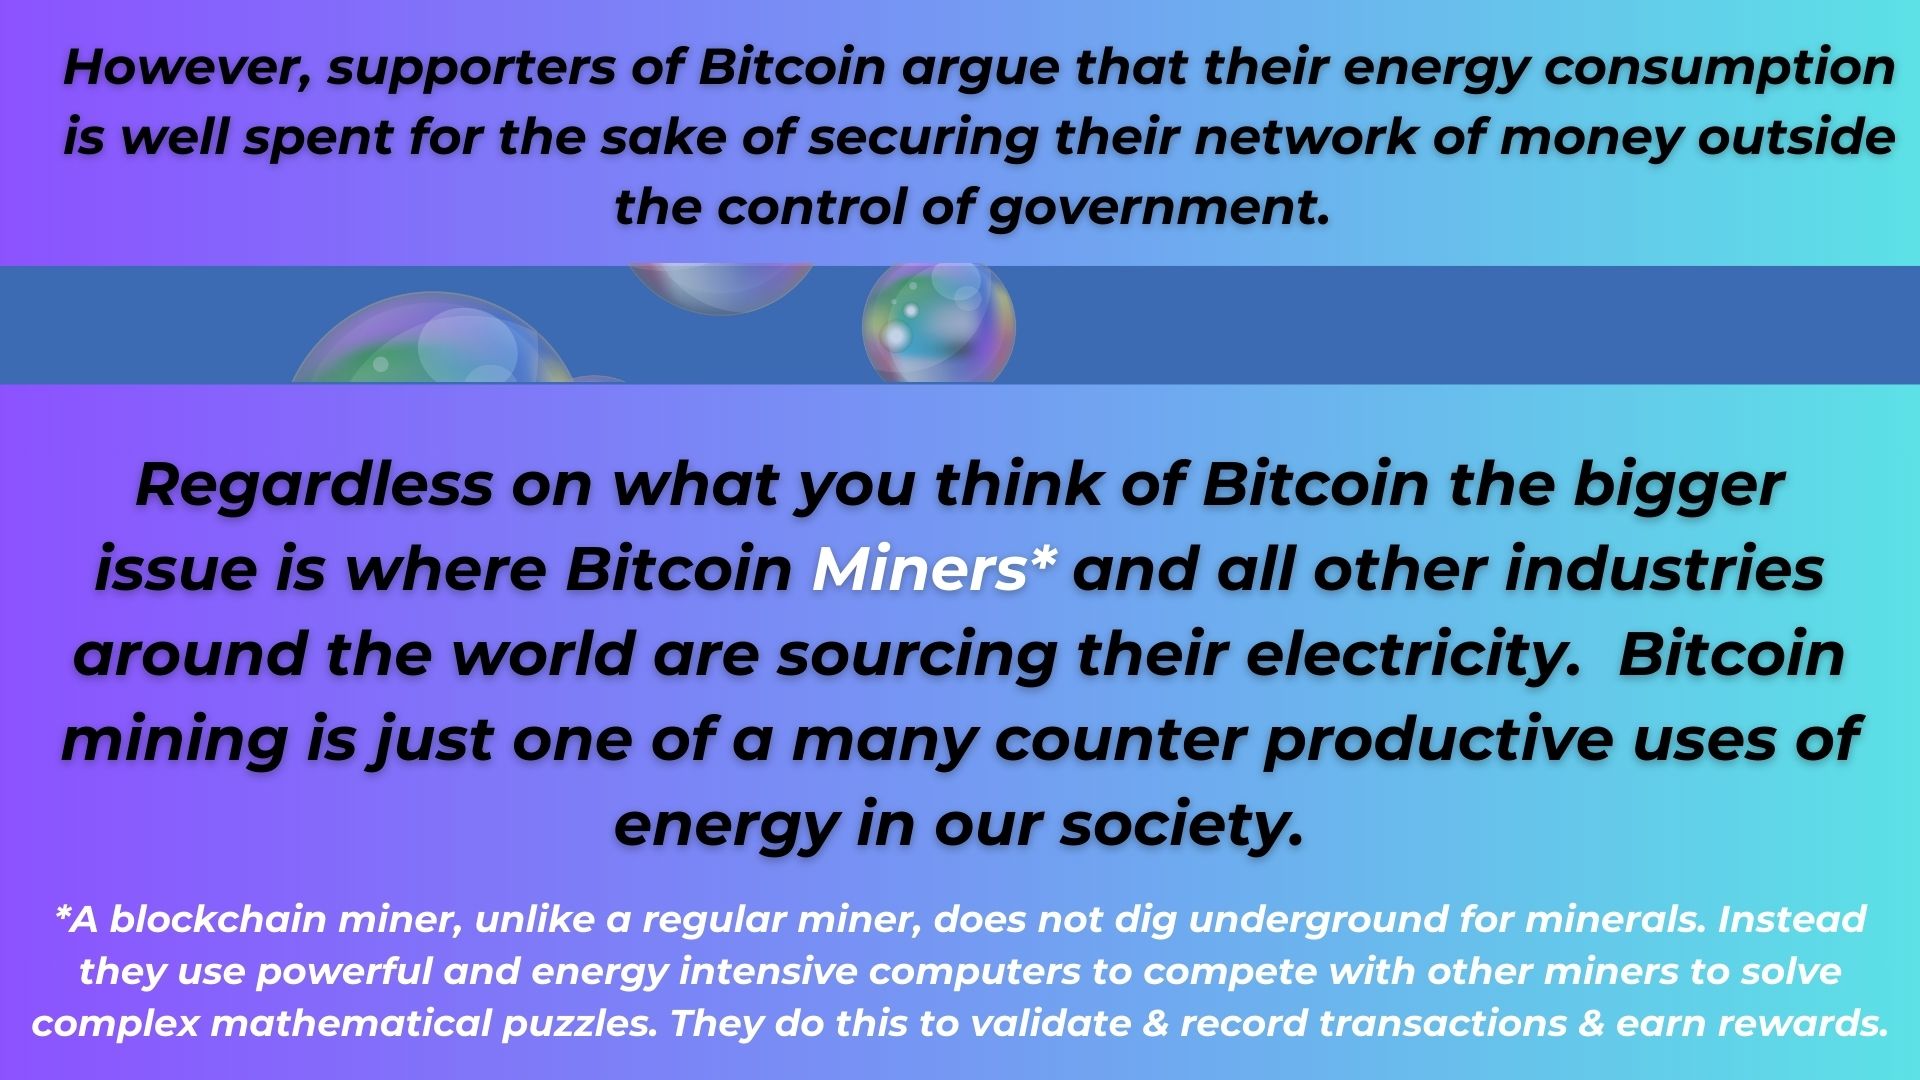 However, supporters of Bitcoin argue that their energy consumption
is well spent for the sake of securing their network of money outside
the control of government.
Regardless on what you think of Bitcoin the bigger
issue is where Bitcoin Miners* and all other industries
around the world are sourcing their electricity.  Bitcoin
mining is just one of a many counter productive uses of
energy in our society.
*A blockchain miner, unlike a regular miner, does not dig underground for minerals. Instead
they use powerful and energy intensive computers to compete with other miners to solve
complex mathematical puzzles. They do this to validate & record transactions & earn rewards.